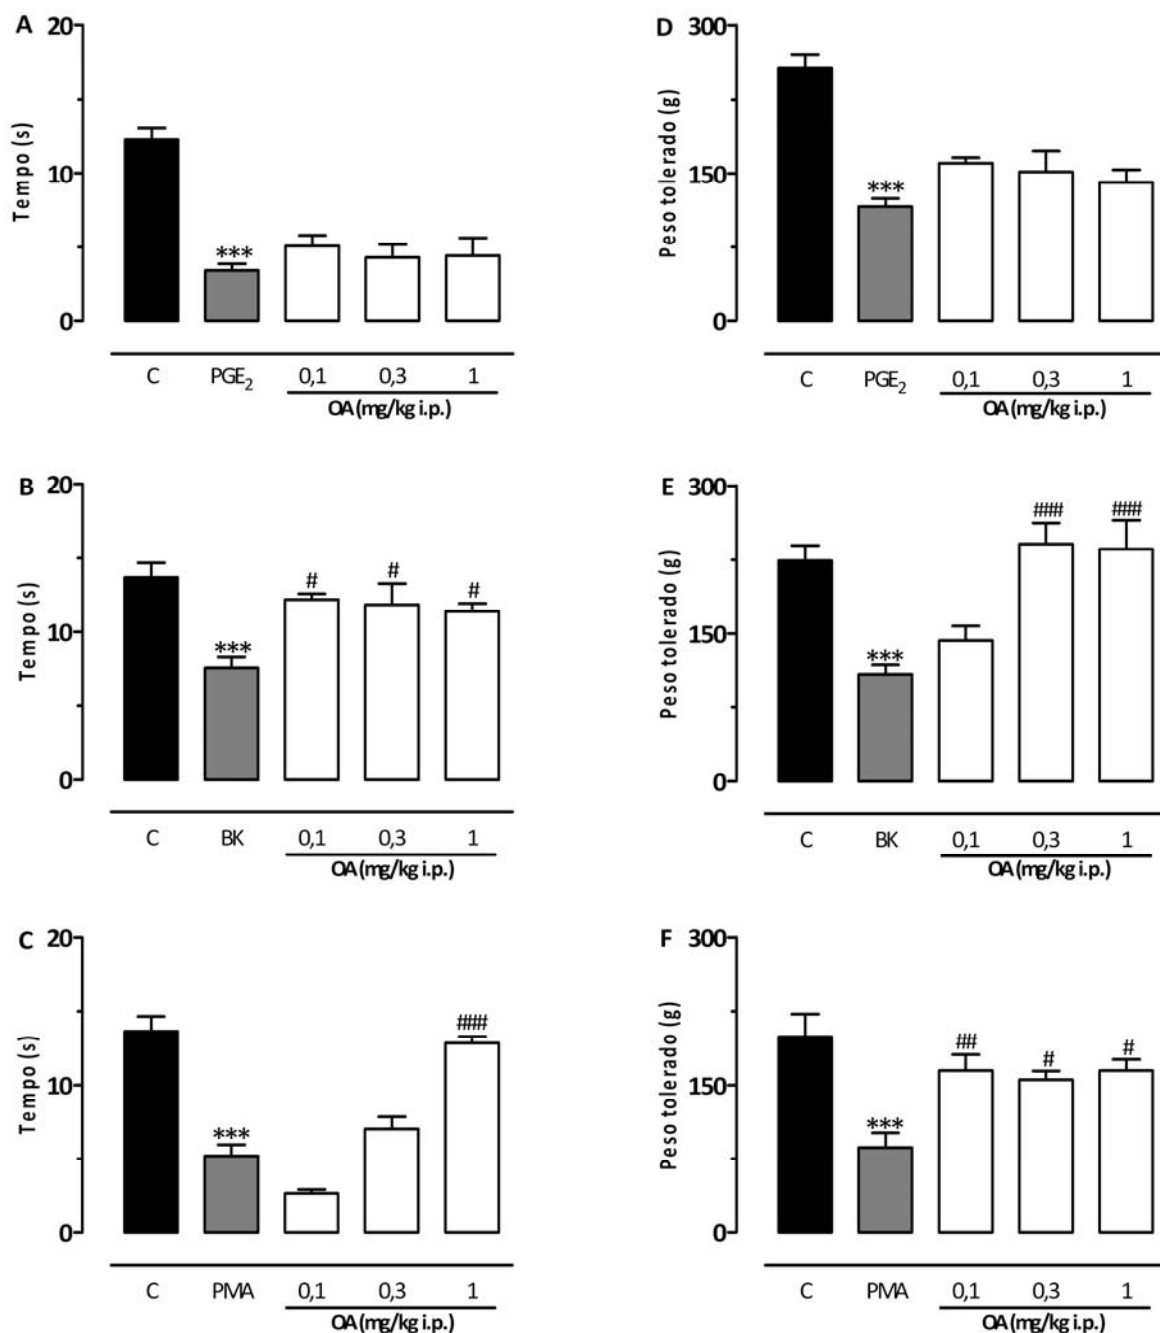 A
20
10
0
Tempo (s)
***
C PGE₂ 0,1 0,3 1
OA (mg/kg i.p.)
D
300
150
0
Peso tolerado (g)
***
C PGE₂ 0,1 0,3 1
OA (mg/kg i.p.)
B
20
10
0
Tempo (s)
***
#
#
#
C BK 0,1 0,3 1
OA (mg/kg i.p.)
E
300
150
0
Peso tolerado (g)
***
###
###
C BK 0,1 0,3 1
OA (mg/kg i.p.)
C
20
10
0
Tempo (s)
***
###
C PMA 0,1 0,3 1
OA (mg/kg i.p.)
F
300
150
0
Peso tolerado (g)
***
##
#
#
C PMA 0,1 0,3 1
OA (mg/kg i.p.)